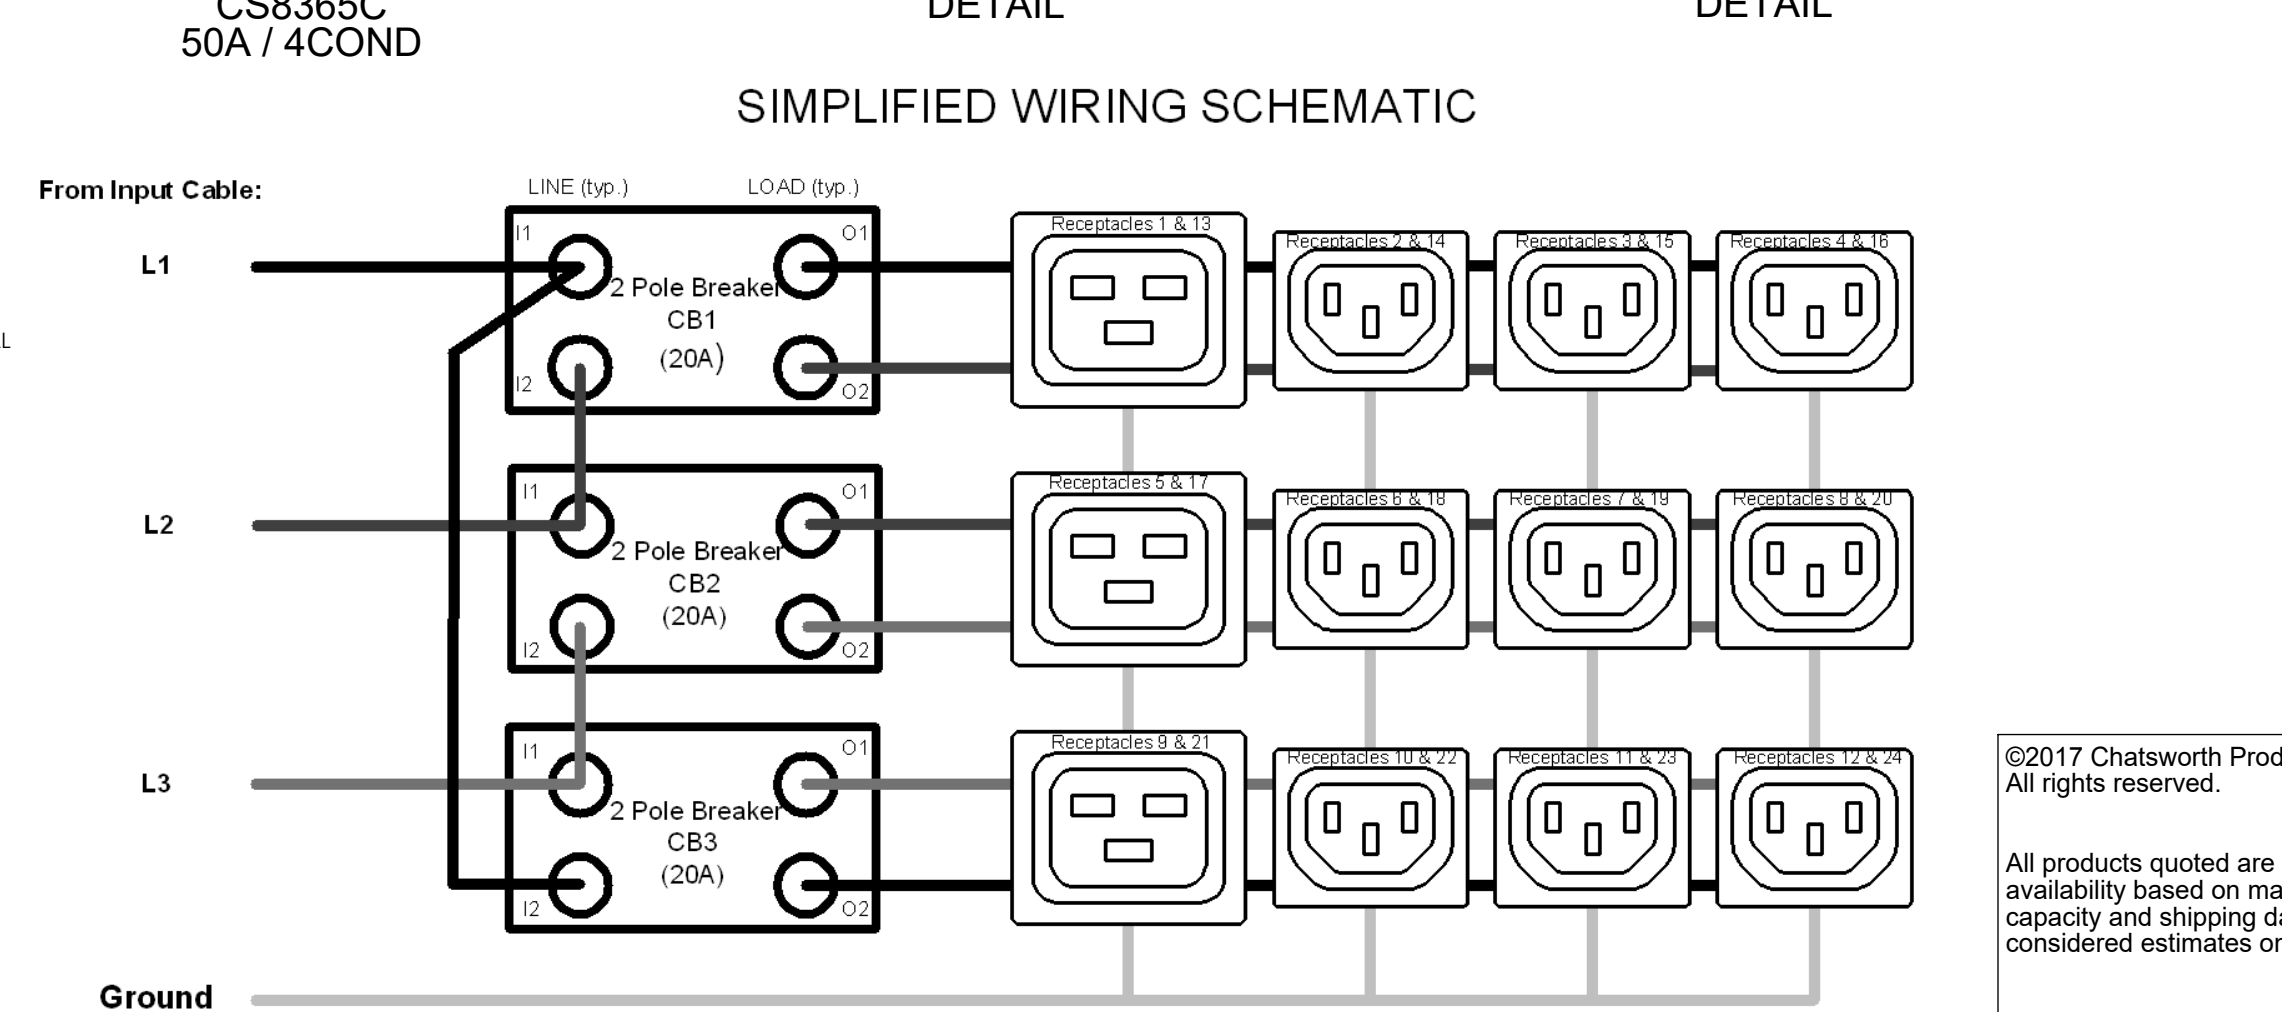 CS8365C
50A / 4COND
DETAIL
DETAIL
SIMPLIFIED WIRING SCHEMATIC
From Input Cable:
LINE (typ.)
LOAD (typ.)
L1
I1
O1
2 Pole Breaker
CB1
(20A)
I2
O2
Receptacles 1 & 13
Receptacles 2 & 14
Receptacles 3 & 15
Receptacles 4 & 16
L
L2
I1
O1
2 Pole Breaker
CB2
(20A)
I2
O2
Receptacles 5 & 17
Receptacles 6 & 18
Receptacles 7 & 19
Receptacles 8 & 20
L3
I1
O1
2 Pole Breaker
CB3
(20A)
I2
O2
Receptacles 9 & 21
Receptacles 10 & 22
Receptacles 11 & 23
Receptacles 12 & 24
Ground
©2017 Chatsworth Prod
All rights reserved.
All products quoted are
availability based on ma
capacity and shipping da
considered estimates or